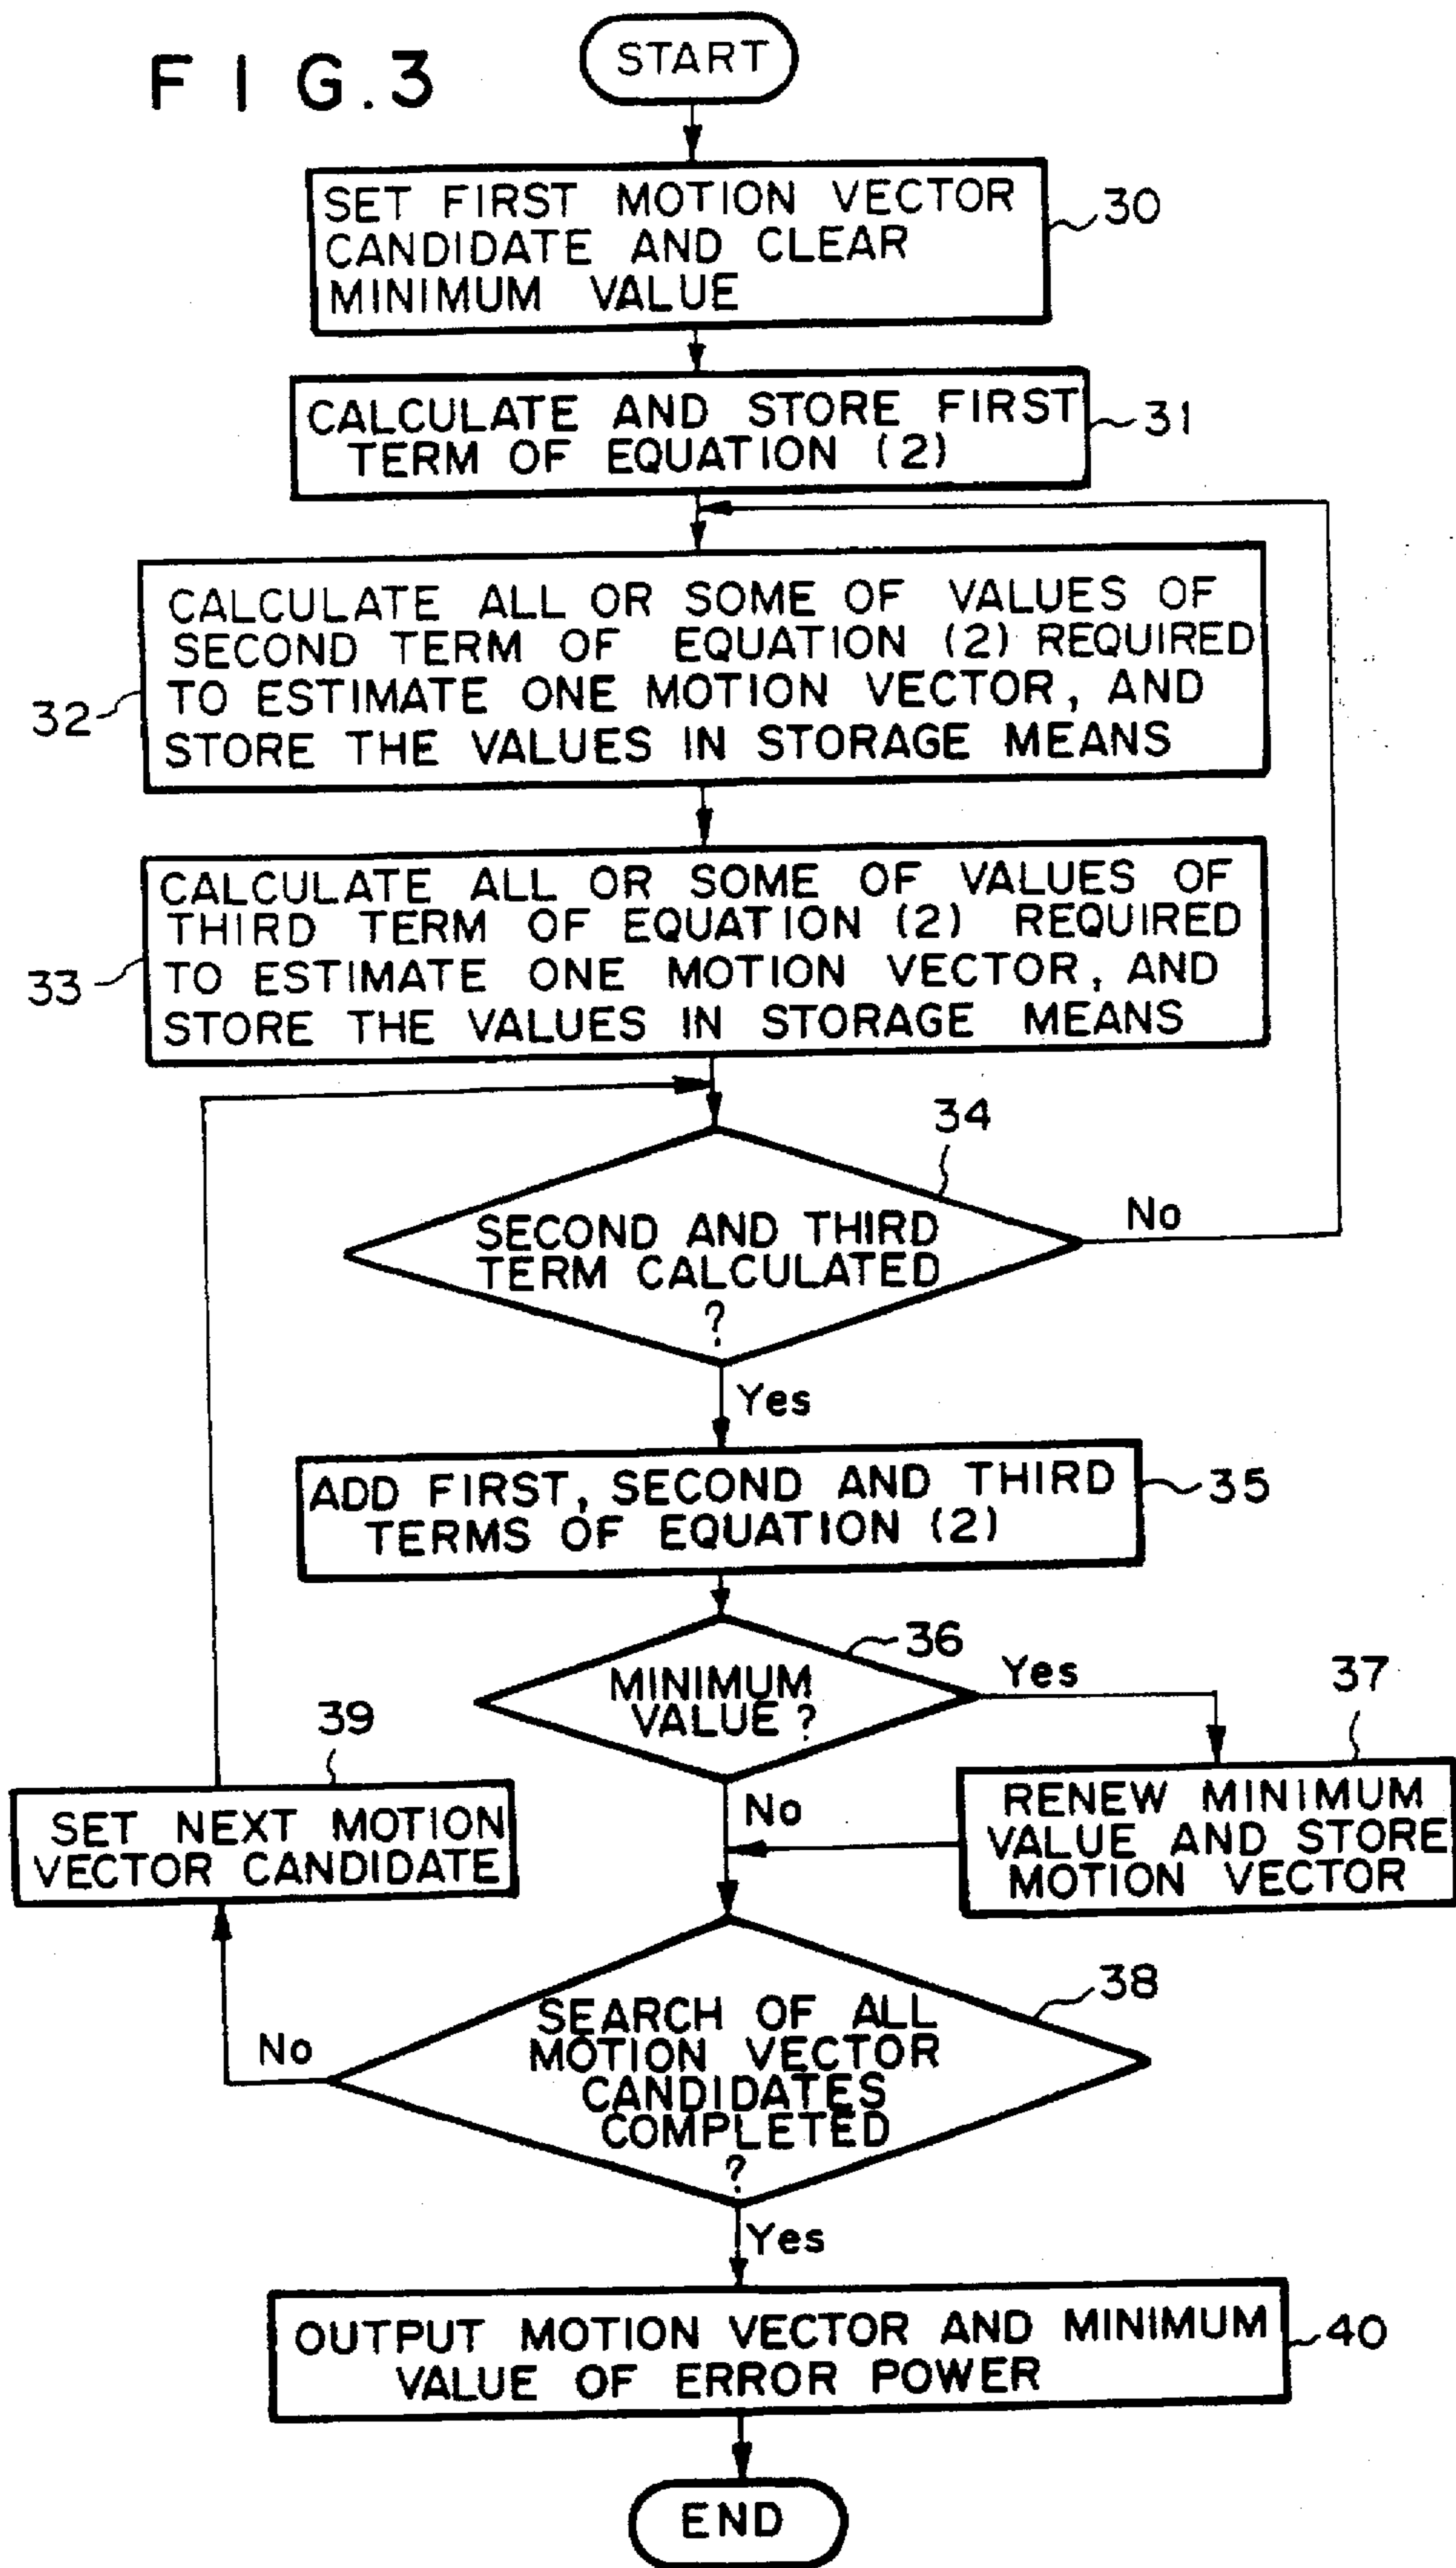 FIG.3
START
SET FIRST MOTION VECTOR
CANDIDATE AND CLEAR
MINIMUM VALUE
30
CALCULATE AND STORE FIRST
TERM OF EQUATION (2)
31
CALCULATE ALL OR SOME OF VALUES OF
SECOND TERM OF EQUATION (2) REQUIRED
TO ESTIMATE ONE MOTION VECTOR, AND
STORE THE VALUES IN STORAGE MEANS
32
CALCULATE ALL OR SOME OF VALUES OF
THIRD TERM OF EQUATION (2) REQUIRED
TO ESTIMATE ONE MOTION VECTOR, AND
STORE THE VALUES IN STORAGE MEANS
33
34
SECOND AND THIRD
TERM CALCULATED
?
No
Yes
ADD FIRST, SECOND AND THIRD
TERMS OF EQUATION (2)
35
36
MINIMUM
VALUE?
Yes
No
37
RENEW MINIMUM
VALUE AND STORE
MOTION VECTOR
39
SET NEXT MOTION
VECTOR CANDIDATE
38
SEARCH OF ALL
MOTION VECTOR
CANDIDATES
COMPLETED
?
No
Yes
OUTPUT MOTION VECTOR AND MINIMUM
VALUE OF ERROR POWER
40
END